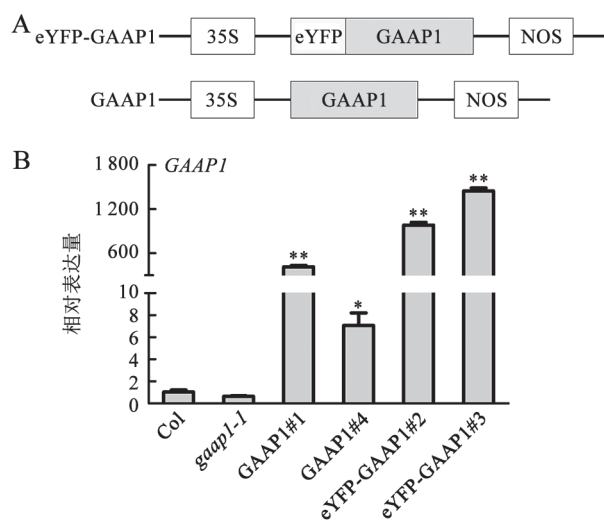 A
eYFP-GAAP1 35S eYFP GAAP1 NOS
GAAP1 35S GAAP1 NOS
B
GAAP1
相对表达量
1 800
1 200
600
10
8
6
4
2
0
**
*
**
**
Col
gaap1-1
GAAP1#1
GAAP1#4
eYFP-GAAP1#2
eYFP-GAAP1#3